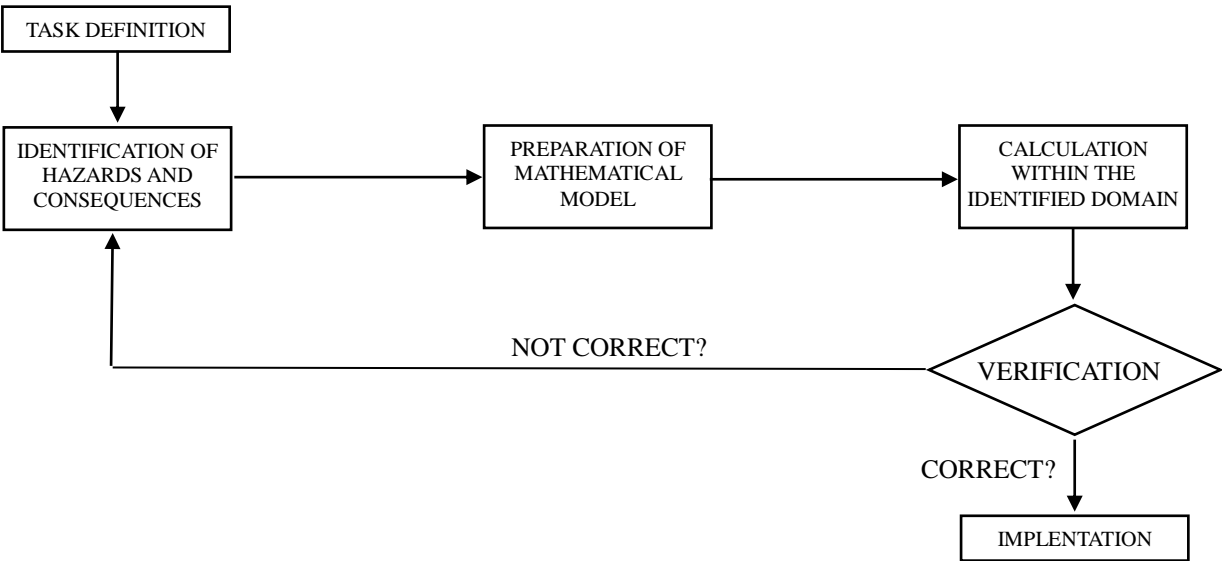 TASK DEFINITION
IDENTIFICATION OF
HAZARDS AND
CONSEQUENCES
PREPARATION OF
MATHEMATICAL
MODEL
CALCULATION
WITHIN THE
IDENTIFIED DOMAIN
NOT CORRECT?
VERIFICATION
CORRECT?
IMPLENTATION